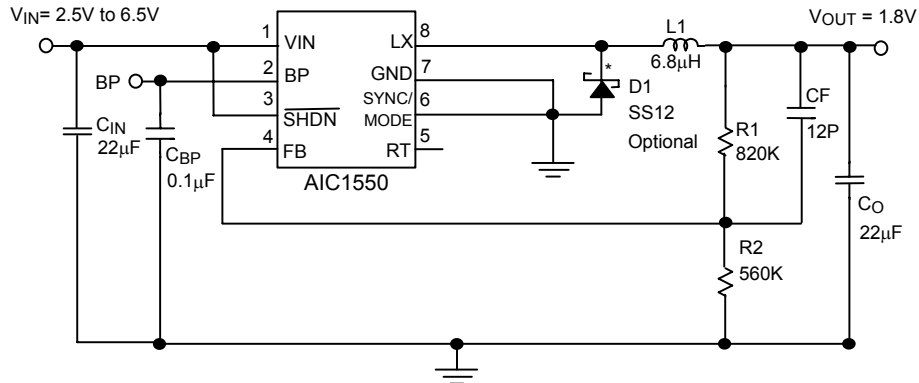 VIN= 2.5V to 6.5V
VOUT = 1.8V
1 VIN
LX 8
L1
6.8μH
BP
2 BP
GND 7
3 SHDN
SYNC/
MODE 6
4 FB
RT 5
AIC1550
*
D1
SS12
Optional
CF
12P
R1
820K
CIN
22μF
CBP
0.1μF
CO
22μF
R2
560K